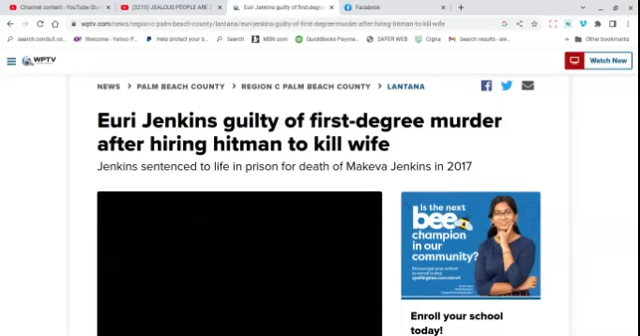 Channel content - YouTube Stu
(3219) JEALOUS PEOPLE ARE
Euri Jenkins guilty of first-degre
Facebook
wptv.com/news/region-c-palm-beach-county/lantana/euri-jenkins-guilty-of-first-degree-murder-after-hiring-hitman-to-kill-wife
search.conduit.co...
Welcome - Yahoo P...
Help protect your b...
Search
MSN.com
QuickBooks Payme...
SAFER WEB
Cigna
Search results - aw...
Other bookmarks
WPTV
Watch Now
NEWS > PALM BEACH COUNTY > REGION C PALM BEACH COUNTY > LANTANA
Euri Jenkins guilty of first-degree murder
after hiring hitman to kill wife
Jenkins sentenced to life in prison for death of Makeva Jenkins in 2017
is the next
bee
champion
in our
community?
Enroll your school
today!